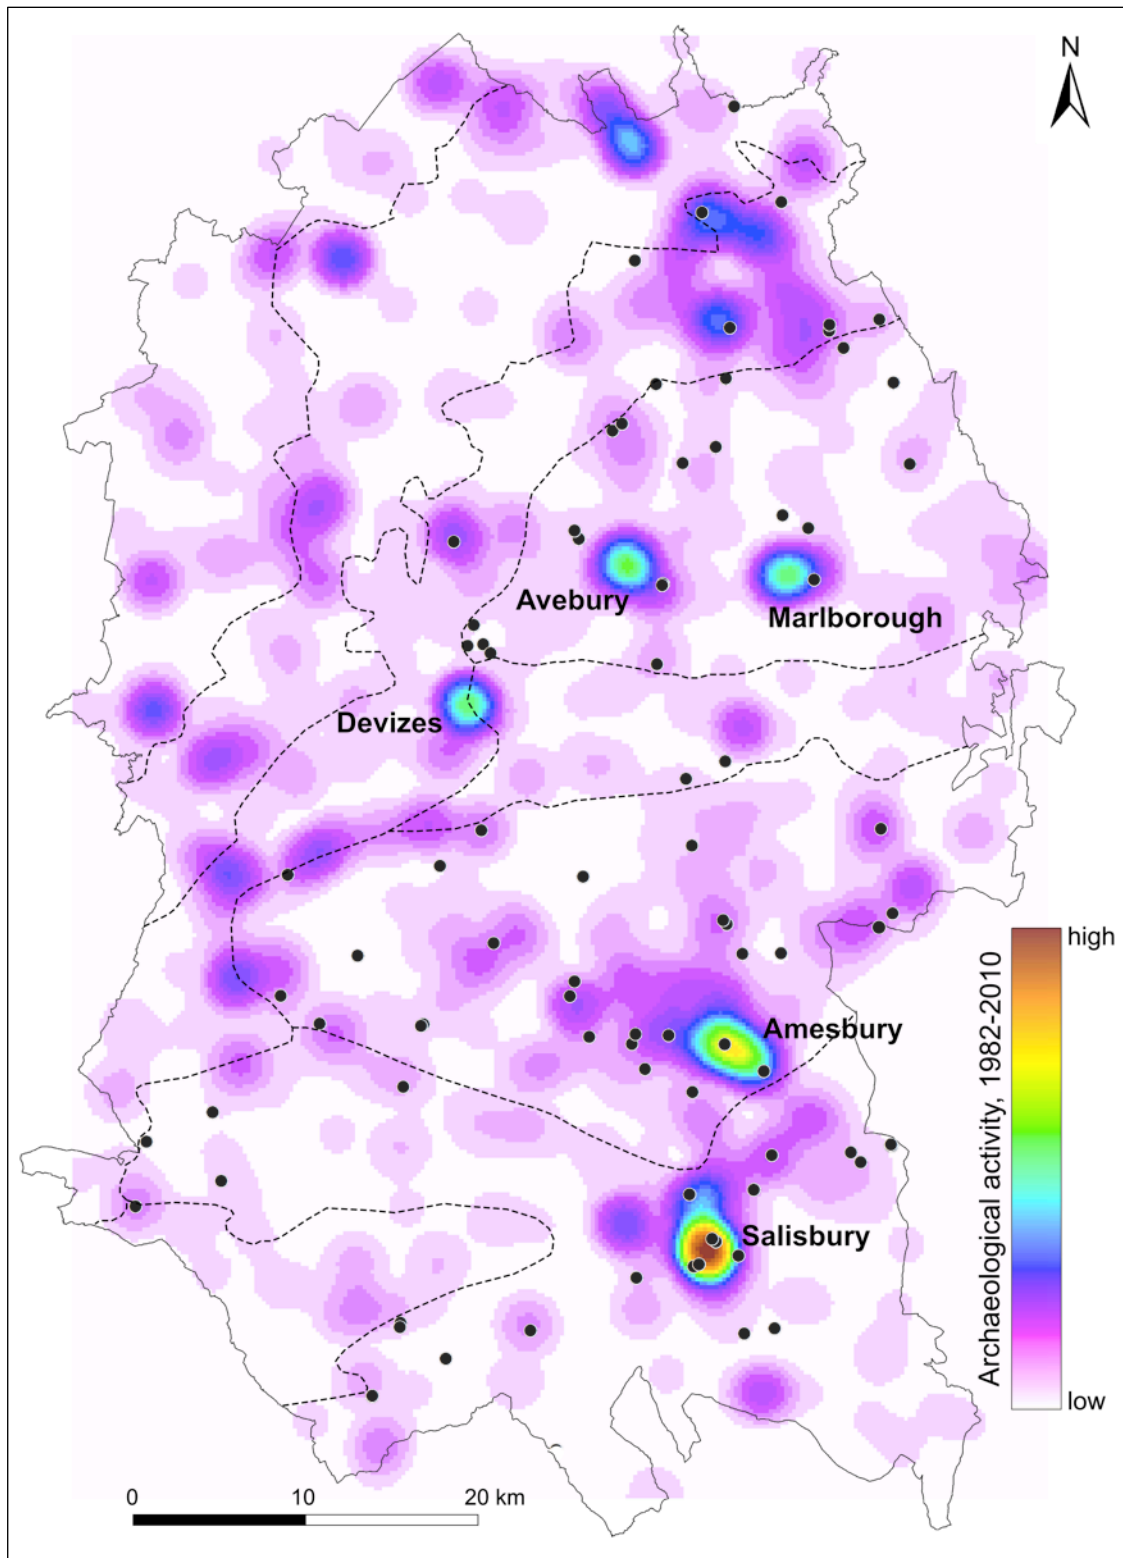 N
Avebury
Marlborough
Devizes
high
Amesbury
Archaeological activity, 1982-2010
Salisbury
low
0 10 20 km